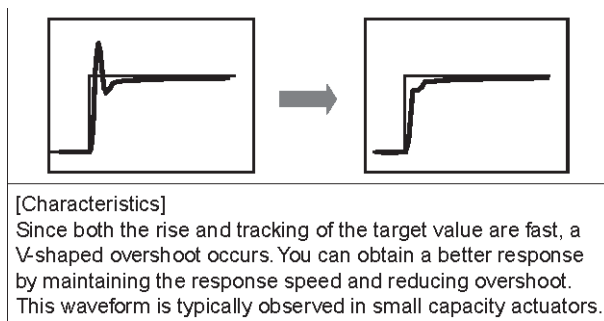 [Characteristics]
Since both the rise and tracking of the target value are fast, a
V-shaped overshoot occurs. You can obtain a better response
by maintaining the response speed and reducing overshoot.
This waveform is typically observed in small capacity actuators.